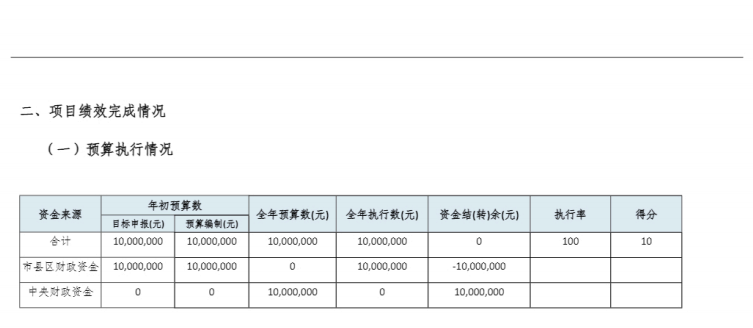 二、项目绩效完成情况
（一）预算执行情况
资金来源 年初预算数 全年预算数(元) 全年执行数(元) 资金结(转)余(元) 执行率 得分
目标申报(元) 预算编制(元)
合计 10,000,000 10,000,000 10,000,000 10,000,000 0 100 10
市县区财政资金 10,000,000 10,000,000 0 10,000,000 -10,000,000
中央财政资金 0 0 10,000,000 0 10,000,000